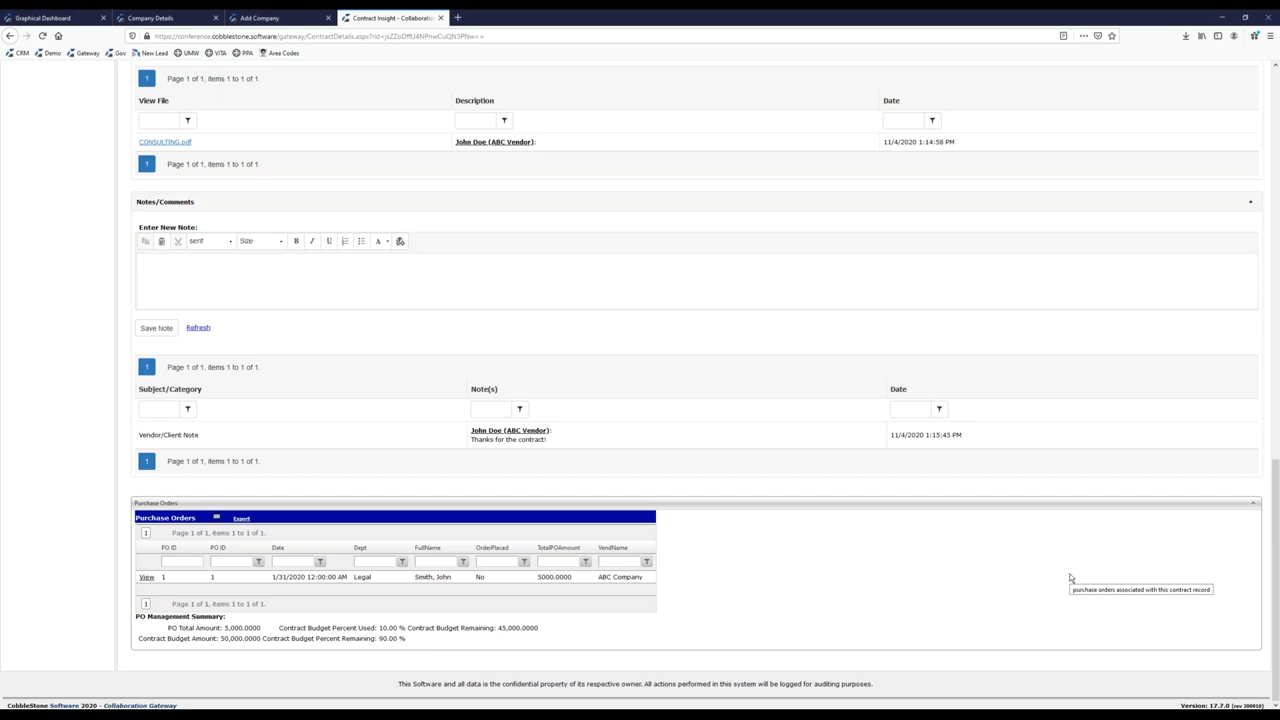 Graphical Dashboard Company Details Add Company Contract Insight - Collaboratio
https://conference.cobblestone.software/gateway/ContractDetails.aspx?rid=
CRM Demo Gateway Gov New Lead UMW VITA PPA Area Codes
1 Page 1 of 1, items 1 to 1 of 1.
View File Description Date
CONSULTING.pdf John Doe (ABC Vendor): 11/4/2020 1:14:58 PM
1 Page 1 of 1, items 1 to 1 of 1.
Notes/Comments
Enter New Note:
serif Size B I U A
Save Note Refresh
1 Page 1 of 1, items 1 to 1 of 1.
Subject/Category Note(s) Date
Vendor/Client Note John Doe (ABC Vendor): 11/4/2020 1:15:45 PM
Thanks for the contract!
1 Page 1 of 1, items 1 to 1 of 1.
Purchase Orders
Purchase Orders Export
1 Page 1 of 1, items 1 to 1 of 1.
PO ID PO ID Date Dept FullName OrderPlaced TotalPOAmount VendName
View 1 1 1/31/2020 12:00:00 AM Legal Smith, John No 5000.0000 ABC Company
purchase orders associated with this contract record
1 Page 1 of 1, items 1 to 1 of 1.
PO Management Summary:
PO Total Amount: 5,000.0000 Contract Budget Percent Used: 10.00 % Contract Budget Remaining: 45,000.0000
Contract Budget Amount: 50,000.0000 Contract Budget Percent Remaining: 90.00 %
This Software and all data is the confidential property of its respective owner. All actions performed in this system will be logged for auditing purposes.
CobbleStone Software 2020 - Collaboration Gateway Version: 17.7.0 (rev 200910)